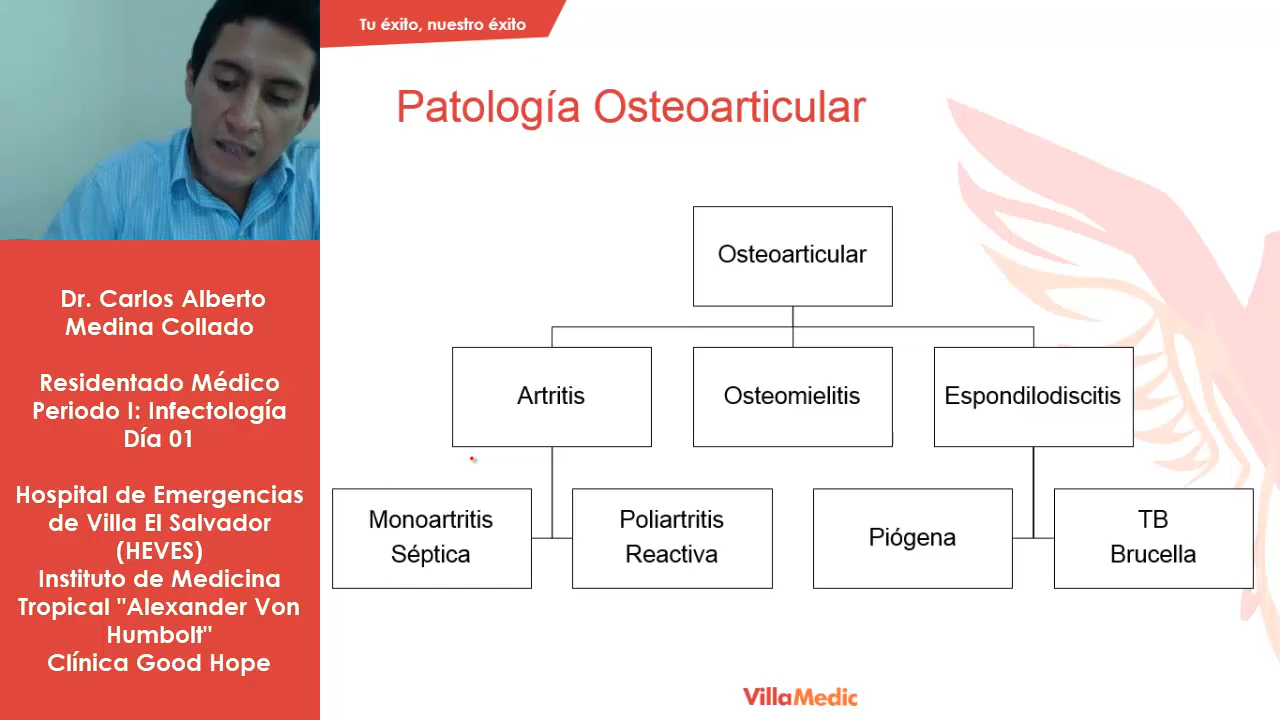 Tu éxito, nuestro éxito
Patología Osteoarticular
Osteoarticular
Artritis
Osteomielitis
Espondilodiscitis
Monoartritis
Séptica
Poliartritis
Reactiva
Piógena
TB
Brucella
Dr. Carlos Alberto
Medina Collado
Residentado Médico
Periodo I: Infectología
Día 01
Hospital de Emergencias
de Villa El Salvador
(HEVES)
Instituto de Medicina
Tropical "Alexander Von
Humbolt"
Clínica Good Hope
VillaMedic